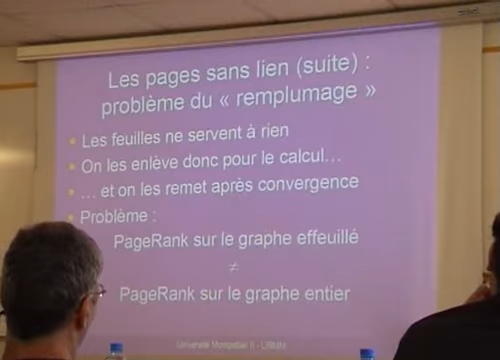 Les pages sans lien (suite) :
problème du « remplumage »
Les feuilles ne servent à rien
On les enlève donc pour le calcul…
… et on les remet après convergence
Problème :
PageRank sur le graphe effeuillé
≠
PageRank sur le graphe entier
Université Montpellier II -